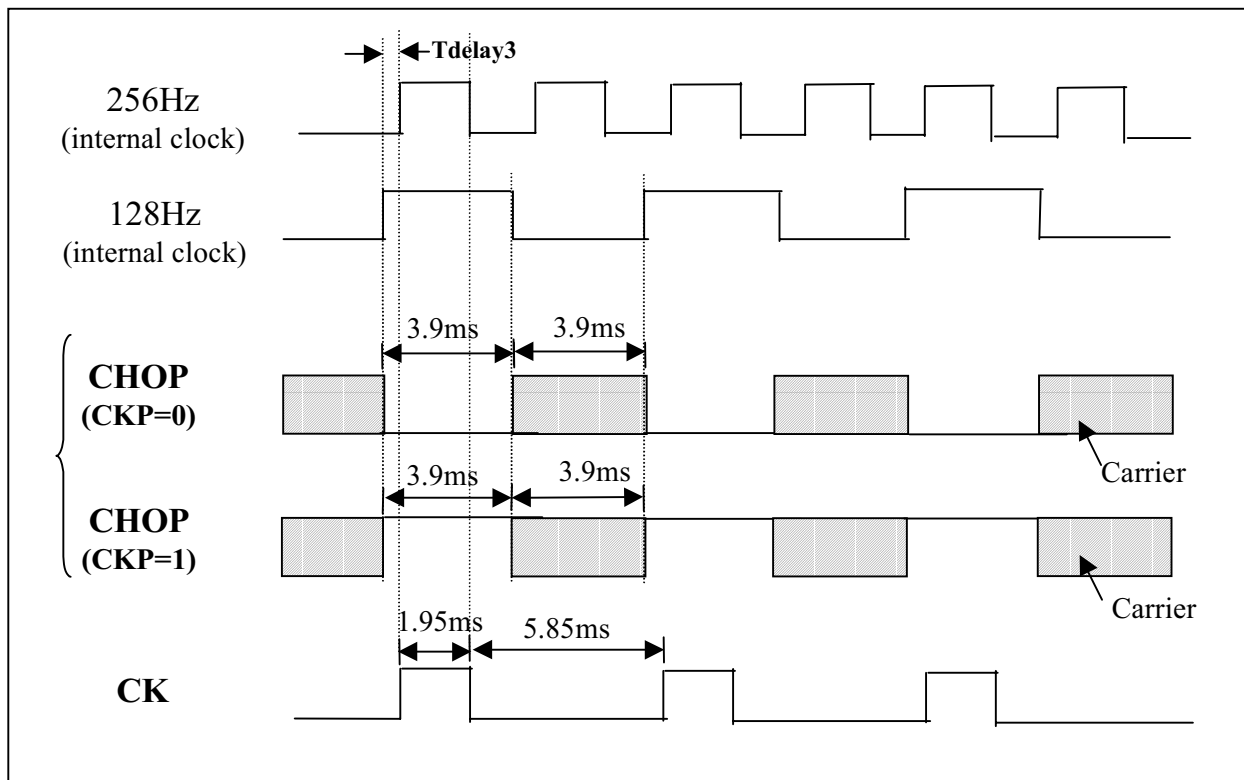 Tdelay3
256Hz
(internal clock)
128Hz
(internal clock)
3.9ms
3.9ms
CHOP
(CKP=0)
Carrier
3.9ms
3.9ms
CHOP
(CKP=1)
Carrier
1.95ms
5.85ms
CK